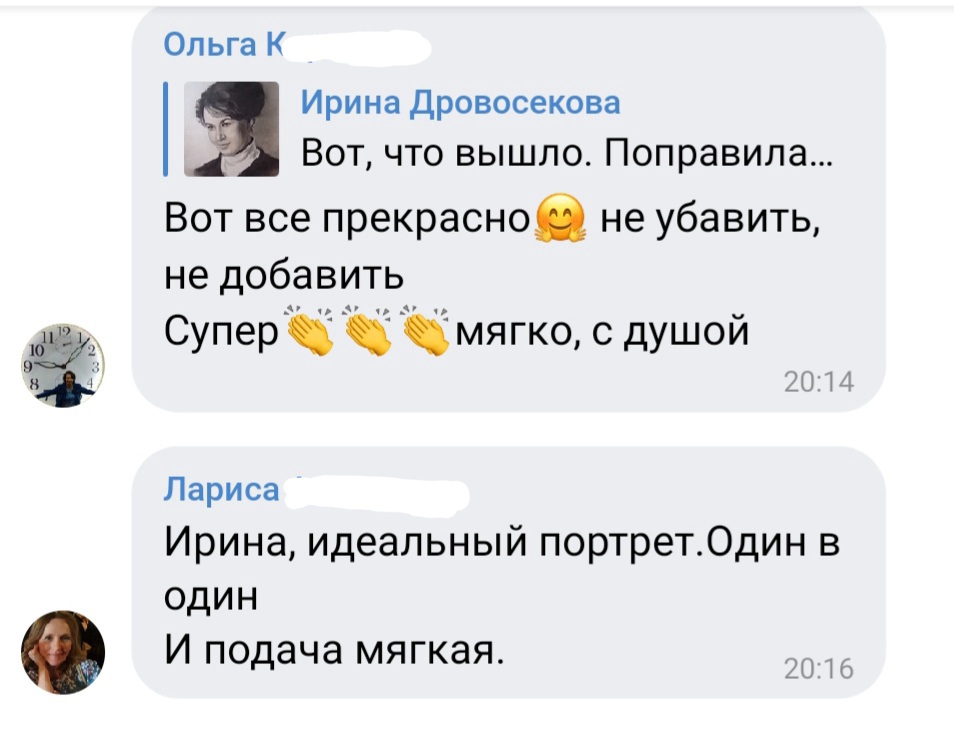 Ольга К
Ирина Дровосекова
Вот, что вышло. Поправила...
Вот все прекрасно🤗 не убавить,
не добавить
Супер👏👏👏мягко, с душой
20:14
Лариса
Ирина, идеальный портрет.Один в
один
И подача мягкая.
20:16